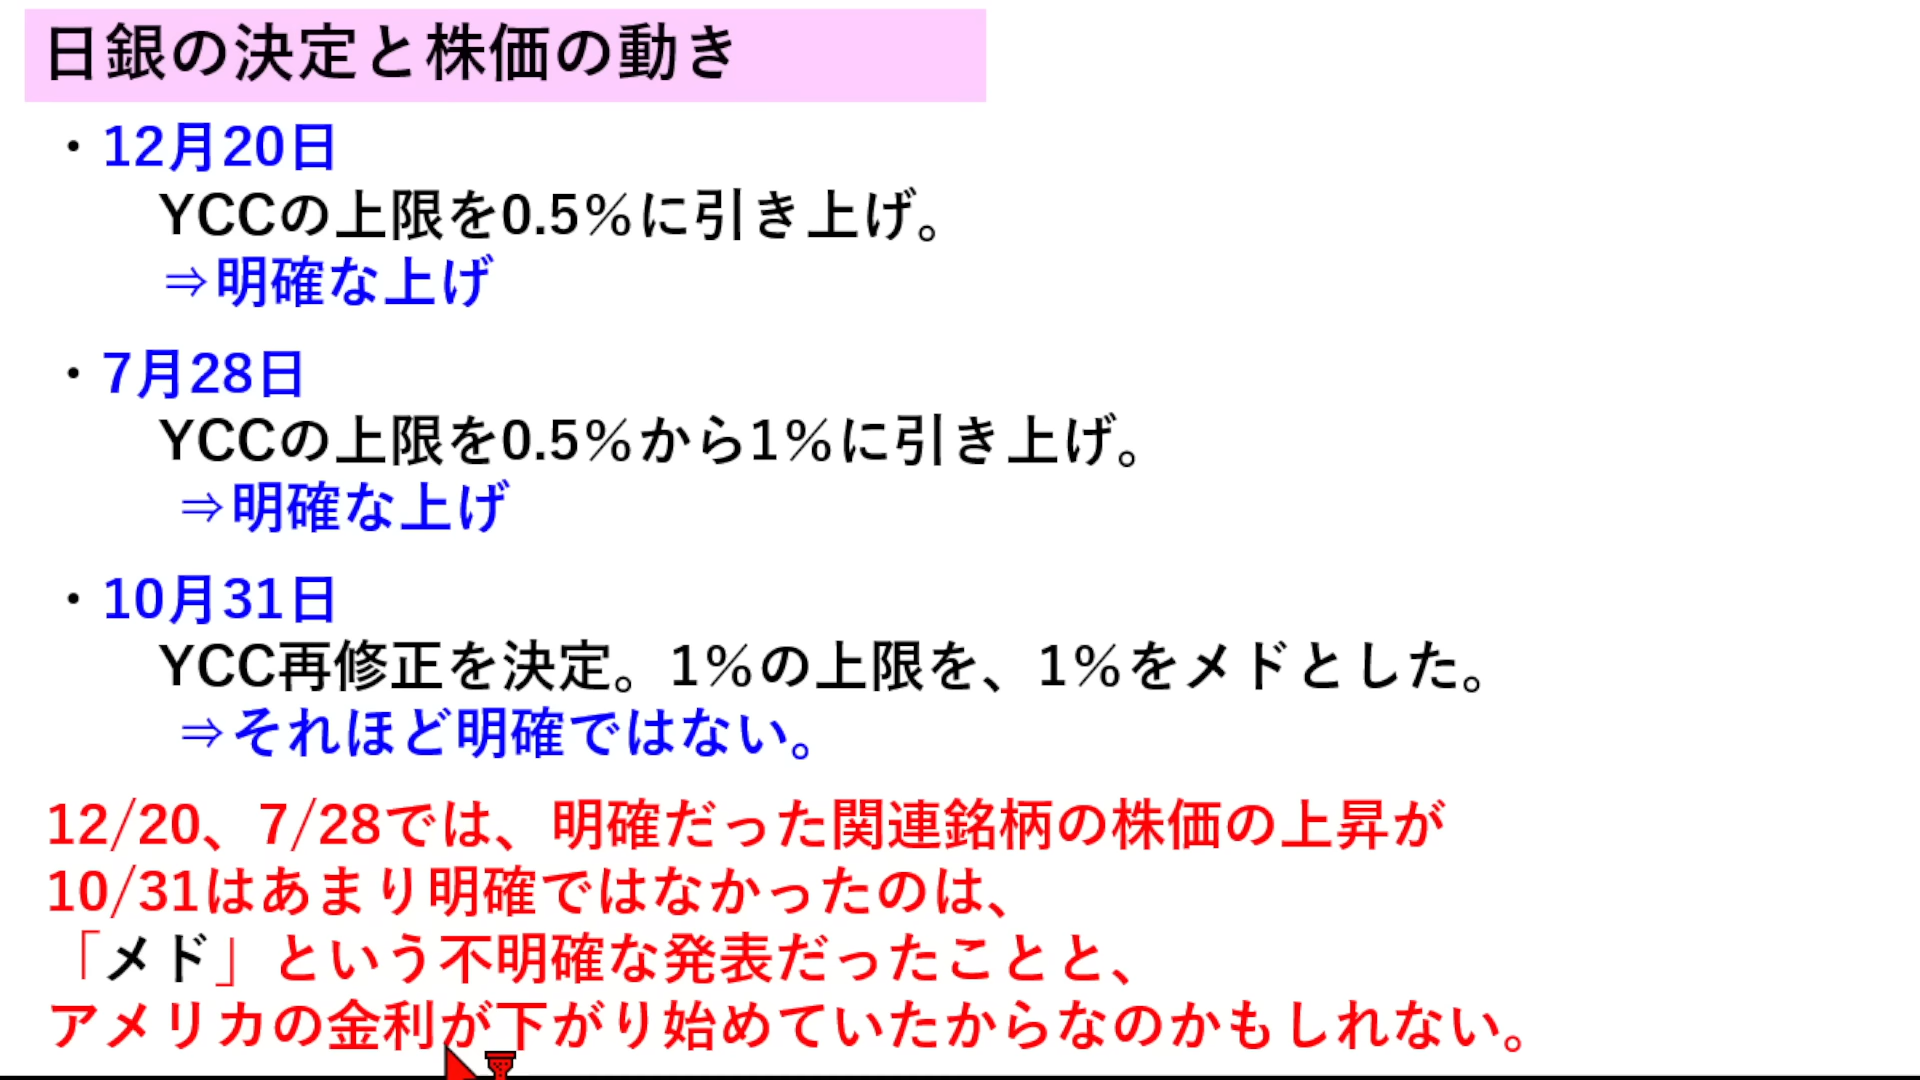 日銀の決定と株価の動き
・12月20日
YCCの上限を0.5%に引き上げ。
⇒明確な上げ
・7月28日
YCCの上限を0.5%から1%に引き上げ。
⇒明確な上げ
・10月31日
YCC再修正を決定。1%の上限を、1%をメドとした。
⇒それほど明確ではない。
12/20、7/28では、明確だった関連銘柄の株価の上昇が
10/31はあまり明確ではなかったのは、
「メド」という不明確な発表だったことと、
アメリカの金利が下がり始めていたからなのかもしれない。